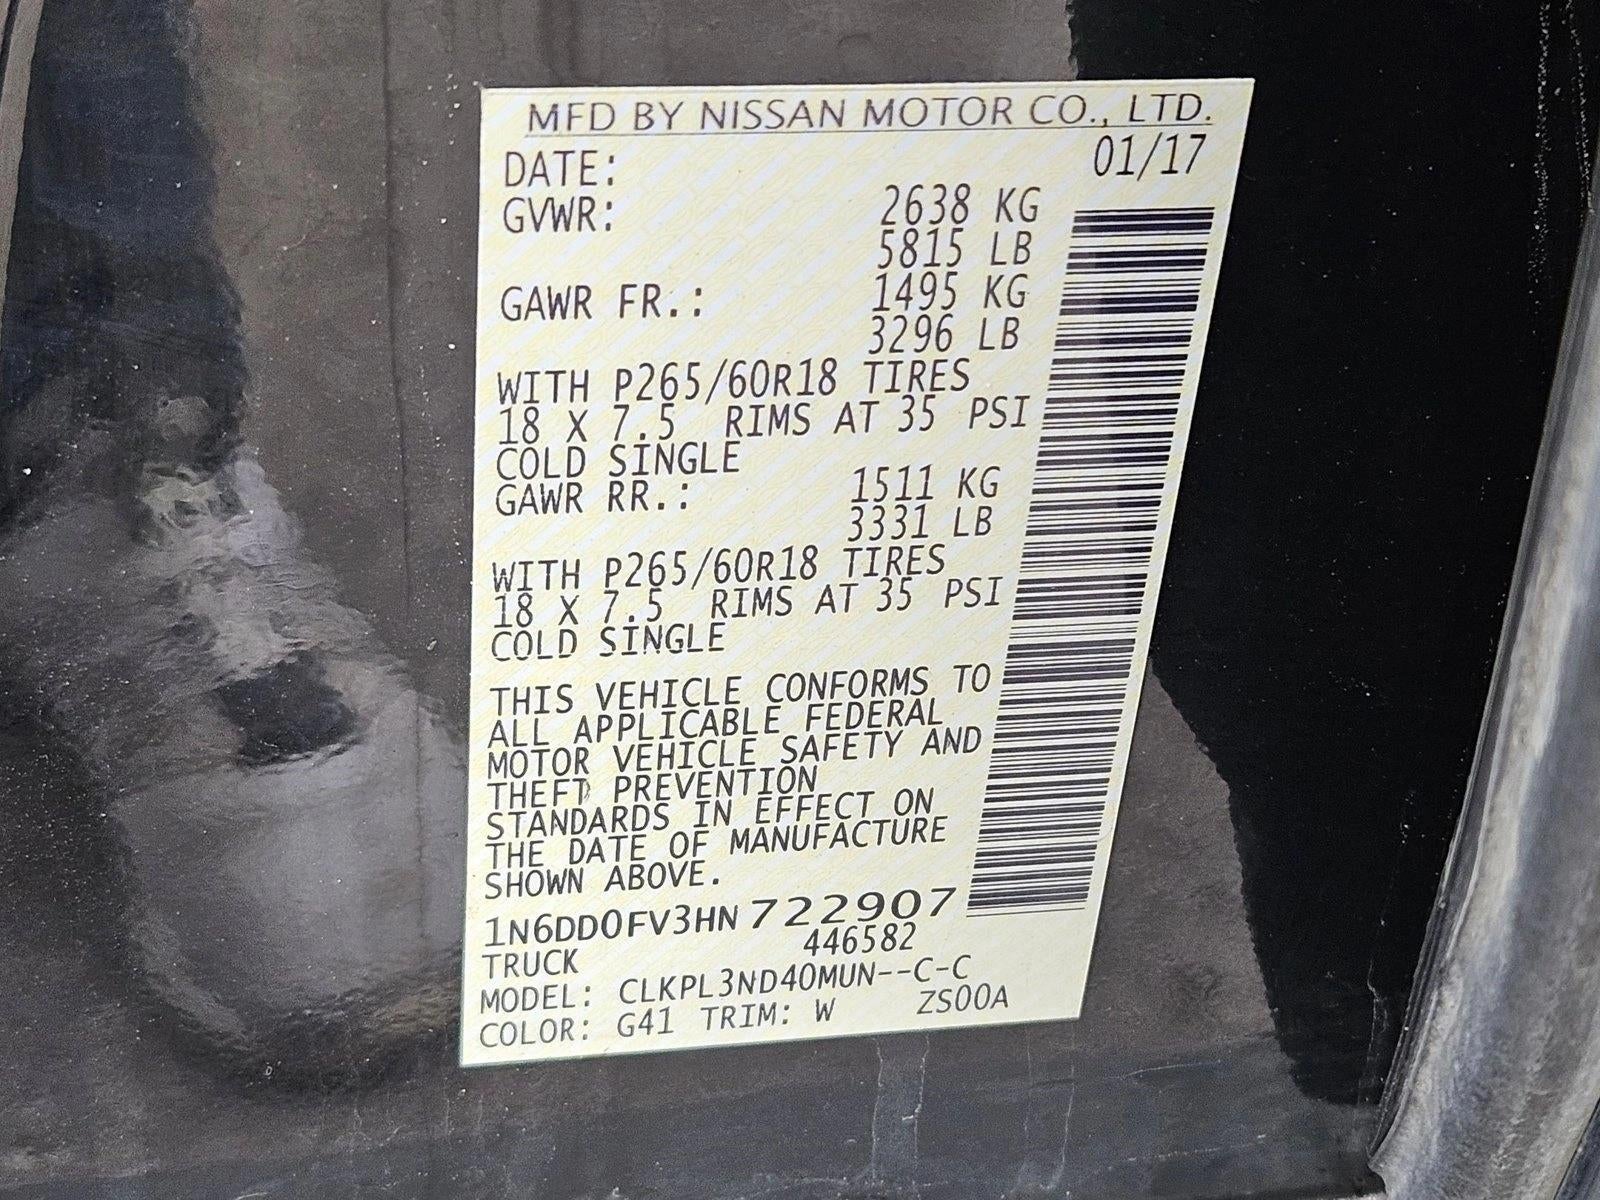 MFD BY NISSAN MOTOR CO., LTD.
DATE: 01/17
GVWR: 2638 KG
5815 LB
GAWR FR.: 1495 KG
3296 LB
WITH P265/60R18 TIRES
18 X 7.5 RIMS AT 35 PSI
COLD SINGLE
GAWR RR.: 1511 KG
3331 LB
WITH P265/60R18 TIRES
18 X 7.5 RIMS AT 35 PSI
COLD SINGLE
THIS VEHICLE CONFORMS TO
ALL APPLICABLE FEDERAL
MOTOR VEHICLE SAFETY AND
THEFT PREVENTION
STANDARDS IN EFFECT ON
THE DATE OF MANUFACTURE
SHOWN ABOVE.
1N6DD0FV3HN722907
TRUCK 446582
MODEL: CLKPL3ND40MUN--C-C
COLOR: G41 TRIM: W ZS00A